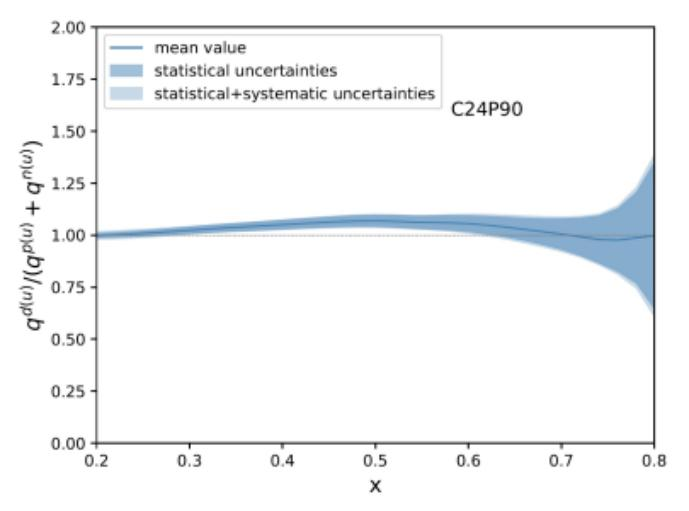 2.00
1.75
1.50
1.25
1.00
0.75
0.50
0.25
0.00
q^{d(u)}/(q^{p(u)} + q^{n(u)})
mean value
statistical uncertainties
statistical+systematic uncertainties
C24P90
0.2 0.3 0.4 0.5 0.6 0.7 0.8
x